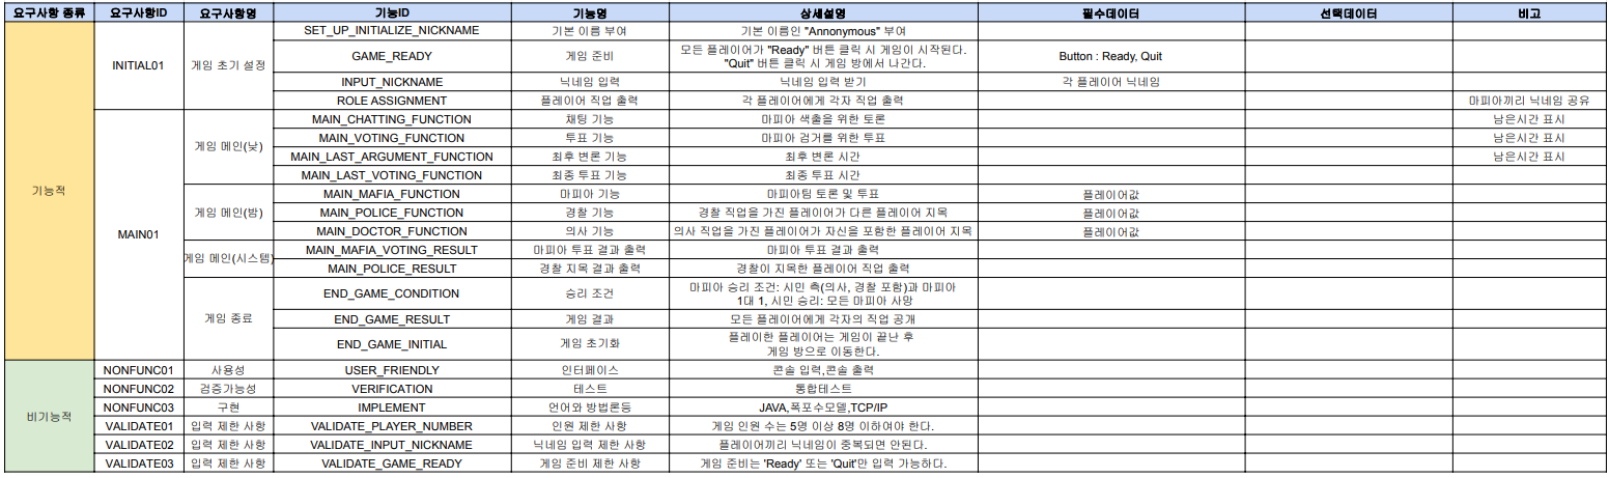 요구사항 종류 요구사항ID 요구사항명 기능ID 기능명 상세설명 필수데이터 선택데이터 비고
기능적 INITIAL01 게임 초기 설정 SET_UP_INITIALIZE_NICKNAME 기본 이름 부여 기본 이름인 "Annonymous" 부여
GAME_READY 게임 준비 모든 플레이어가 "Ready" 버튼 클릭 시 게임이 시작된다.
"Quit" 버튼 클릭 시 게임 방에서 나간다. Button : Ready, Quit
INPUT_NICKNAME 닉네임 입력 닉네임 입력 받기 각 플레이어 닉네임
ROLE ASSIGNMENT 플레이어 직업 출력 각 플레이어에게 각자 직업 출력 마피아끼리 닉네임 공유
MAIN01 게임 메인(낮) MAIN_CHATTING_FUNCTION 채팅 기능 마피아 색출을 위한 토론 남은시간 표시
MAIN_VOTING_FUNCTION 투표 기능 마피아 검거를 위한 투표 남은시간 표시
MAIN_LAST_ARGUMENT_FUNCTION 최후 변론 기능 최후 변론 시간 남은시간 표시
MAIN_LAST_VOTING_FUNCTION 최종 투표 기능 최종 투표 시간
게임 메인(밤) MAIN_MAFIA_FUNCTION 마피아 기능 마피아팀 토론 및 투표 플레이어값
MAIN_POLICE_FUNCTION 경찰 기능 경찰 직업을 가진 플레이어가 다른 플레이어 지목 플레이어값
MAIN_DOCTOR_FUNCTION 의사 기능 의사 직업을 가진 플레이어가 자신을 포함한 플레이어 지목 플레이어값
게임 메인(시스템) MAIN_MAFIA_VOTING_RESULT 마피아 투표 결과 출력 마피아 투표 결과 출력
MAIN_POLICE_RESULT 경찰 지목 결과 출력 경찰이 지목한 플레이어 직업 출력
게임 종료 END_GAME_CONDITION 승리 조건 마피아 승리 조건: 시민 측(의사, 경찰 포함)과 마피아
1대 1, 시민 승리: 모든 마피아 사망
END_GAME_RESULT 게임 결과 모든 플레이어에게 각자의 직업 공개
END_GAME_INITIAL 게임 초기화 플레이한 플레이어는 게임이 끝난 후
게임 방으로 이동한다.
비기능적 NONFUNC01 사용성 USER_FRIENDLY 인터페이스 콘솔 입력,콘솔 출력
NONFUNC02 검증가능성 VERIFICATION 테스트 통합테스트
NONFUNC03 구현 IMPLEMENT 언어와 방법론등 JAVA,폭포수모델,TCP/IP
VALIDATE01 입력 제한 사항 VALIDATE_PLAYER_NUMBER 인원 제한 사항 게임 인원 수는 5명 이상 8명 이하여야 한다.
VALIDATE02 입력 제한 사항 VALIDATE_INPUT_NICKNAME 닉네임 입력 제한 사항 플레이어끼리 닉네임이 중복되면 안된다.
VALIDATE03 입력 제한 사항 VALIDATE_GAME_READY 게임 준비 제한 사항 게임 준비는 'Ready' 또는 'Quit'만 입력 가능하다.